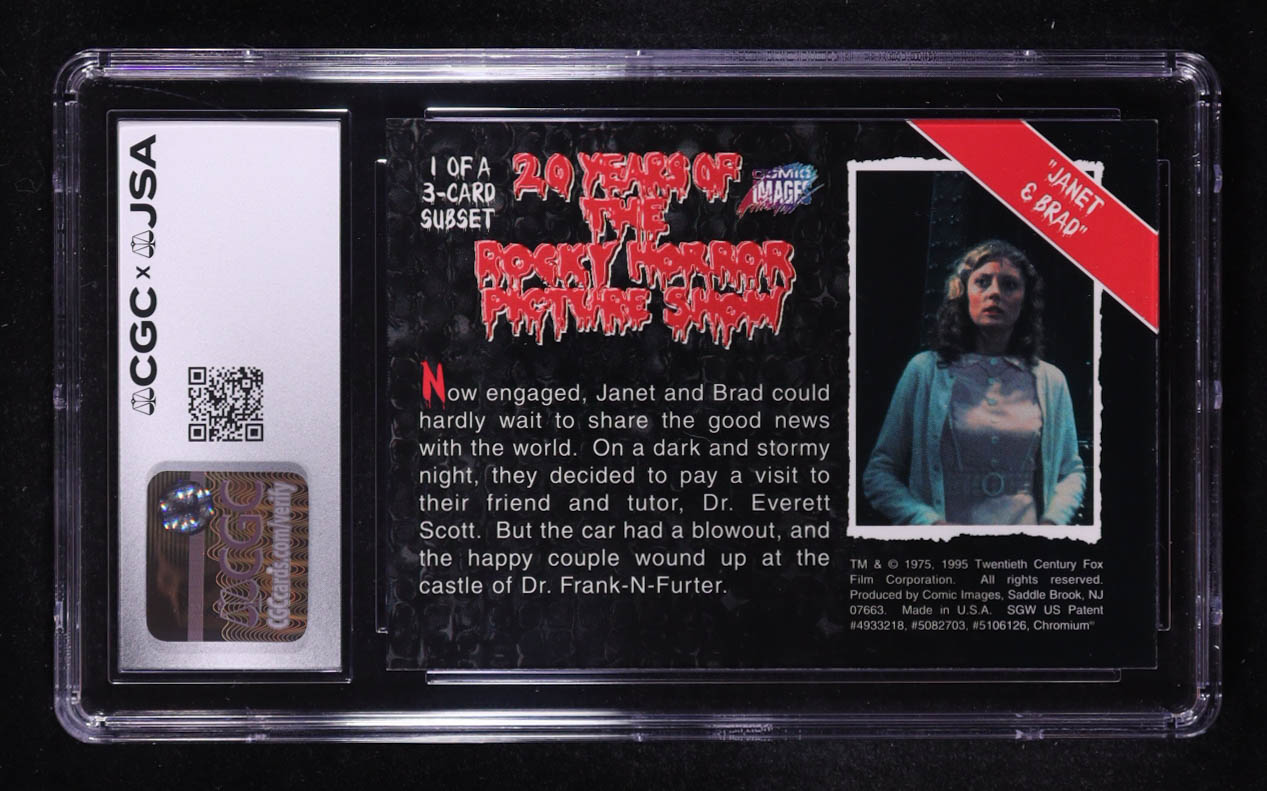 CGC x JSA
CGC
CGCcards.com/verify
1 OF A
3-CARD
SUBSET
20 YEARS OF
THE
ROCKY HORROR
PICTURE SHOW
COMIC
IMAGES
"JANET
& BRAD"
Now engaged, Janet and Brad could
hardly wait to share the good news
with the world. On a dark and stormy
night, they decided to pay a visit to
their friend and tutor, Dr. Everett
Scott. But the car had a blowout, and
the happy couple wound up at the
castle of Dr. Frank-N-Furter.
TM & © 1975, 1995 Twentieth Century Fox
Film Corporation. All rights reserved.
Produced by Comic Images, Saddle Brook, NJ
07663. Made in U.S.A. SGW US Patent
#4933218, #5082703, #5106126, Chromium®